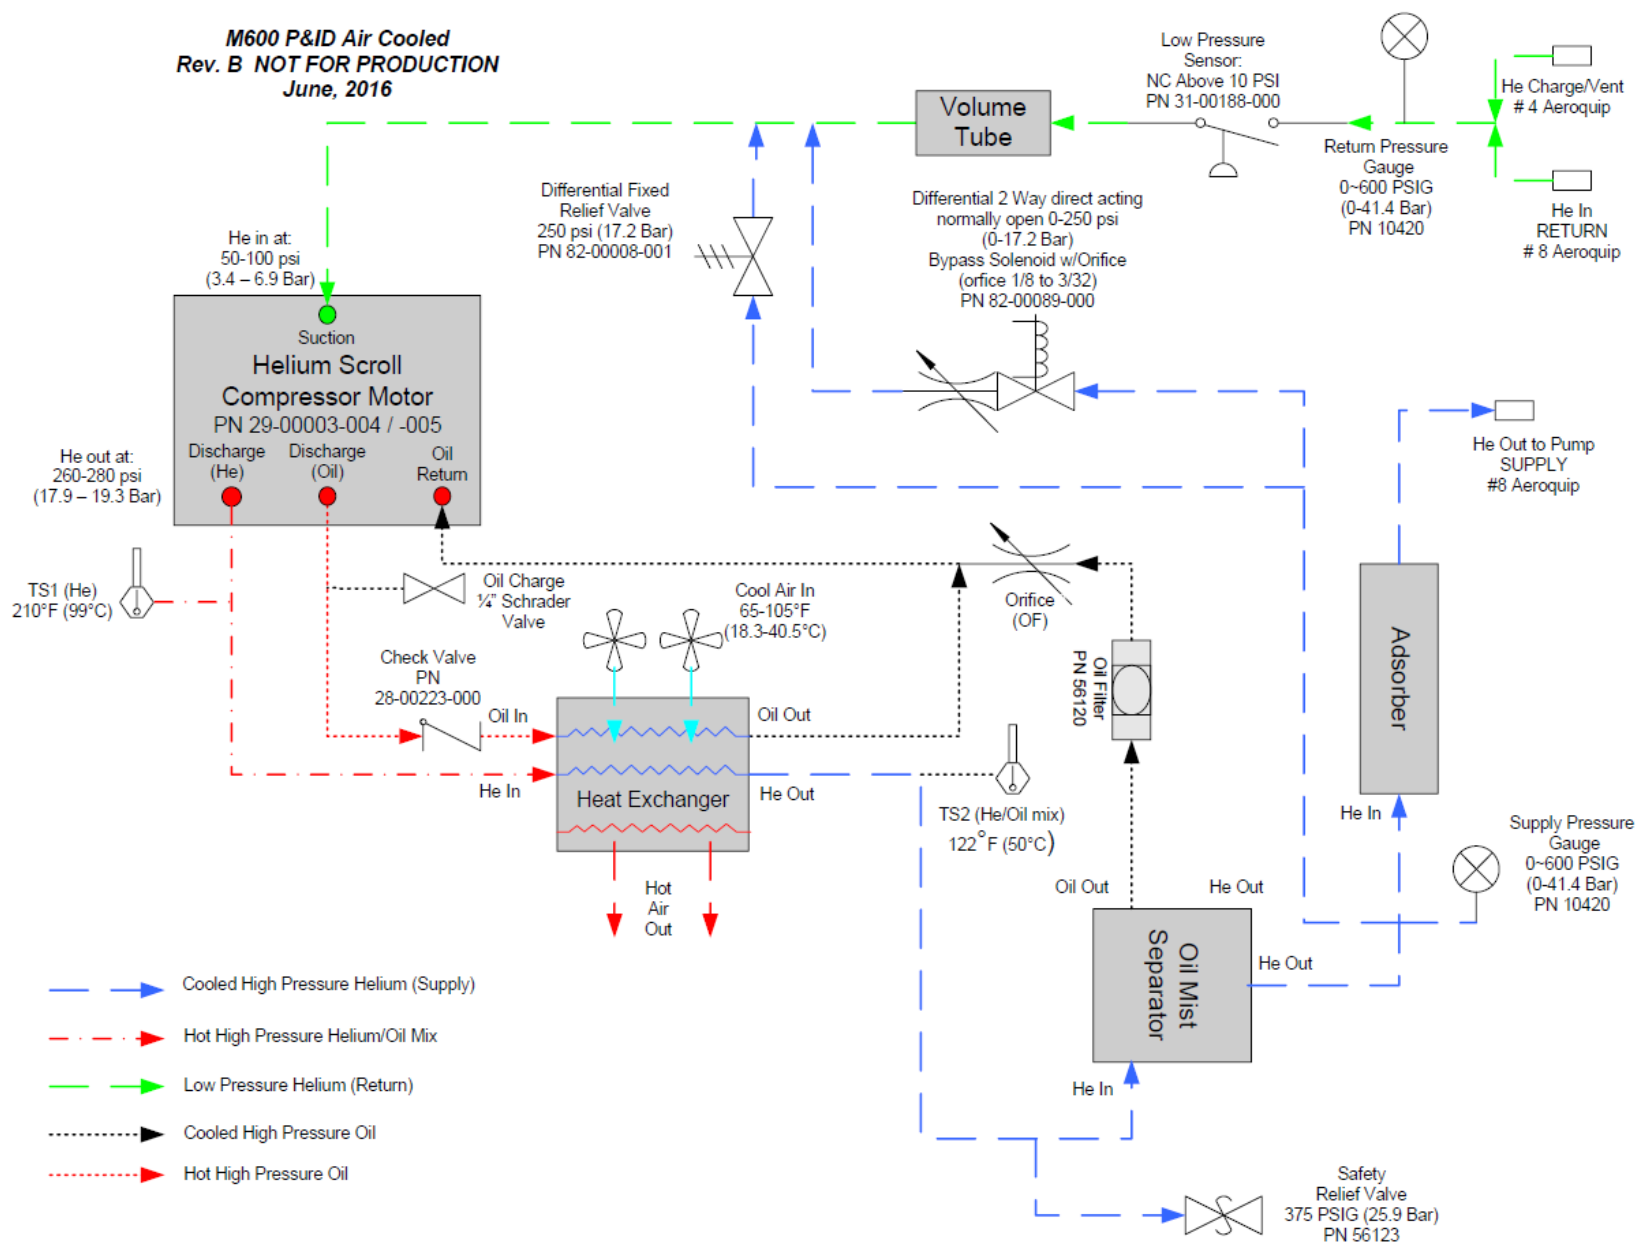 M600 P&ID Air Cooled
Rev. B NOT FOR PRODUCTION
June, 2016
Low Pressure
Sensor:
NC Above 10 PSI
PN 31-00188-000
He Charge/Vent
# 4 Aeroquip
Volume
Tube
Return Pressure
Gauge
0~600 PSIG
(0-41.4 Bar)
PN 10420
He In
RETURN
# 8 Aeroquip
Differential Fixed
Relief Valve
250 psi (17.2 Bar)
PN 82-00008-001
Differential 2 Way direct acting
normally open 0-250 psi
(0-17.2 Bar)
Bypass Solenoid w/Orifice
(orfice 1/8 to 3/32)
PN 82-00089-000
He in at:
50-100 psi
(3.4 – 6.9 Bar)
Suction
Helium Scroll
Compressor Motor
PN 29-00003-004 / -005
Discharge
(He)
Discharge
(Oil)
Oil
Return
He out at:
260-280 psi
(17.9 – 19.3 Bar)
He Out to Pump
SUPPLY
#8 Aeroquip
TS1 (He)
210°F (99°C)
Oil Charge
¼” Schrader
Valve
Cool Air In
65-105°F
(18.3-40.5°C)
Orifice
(OF)
Check Valve
PN
28-00223-000
Oil In
Oil Out
Oil Filter
PN 56120
Adsorber
He In
Heat Exchanger
He Out
TS2 (He/Oil mix)
122°F (50°C)
He In
Supply Pressure
Gauge
0~600 PSIG
(0-41.4 Bar)
PN 10420
Hot
Air
Out
Oil Out
He Out
Oil Mist
Separator
He Out
He In
Cooled High Pressure Helium (Supply)
Hot High Pressure Helium/Oil Mix
Low Pressure Helium (Return)
Cooled High Pressure Oil
Hot High Pressure Oil
Safety
Relief Valve
375 PSIG (25.9 Bar)
PN 56123